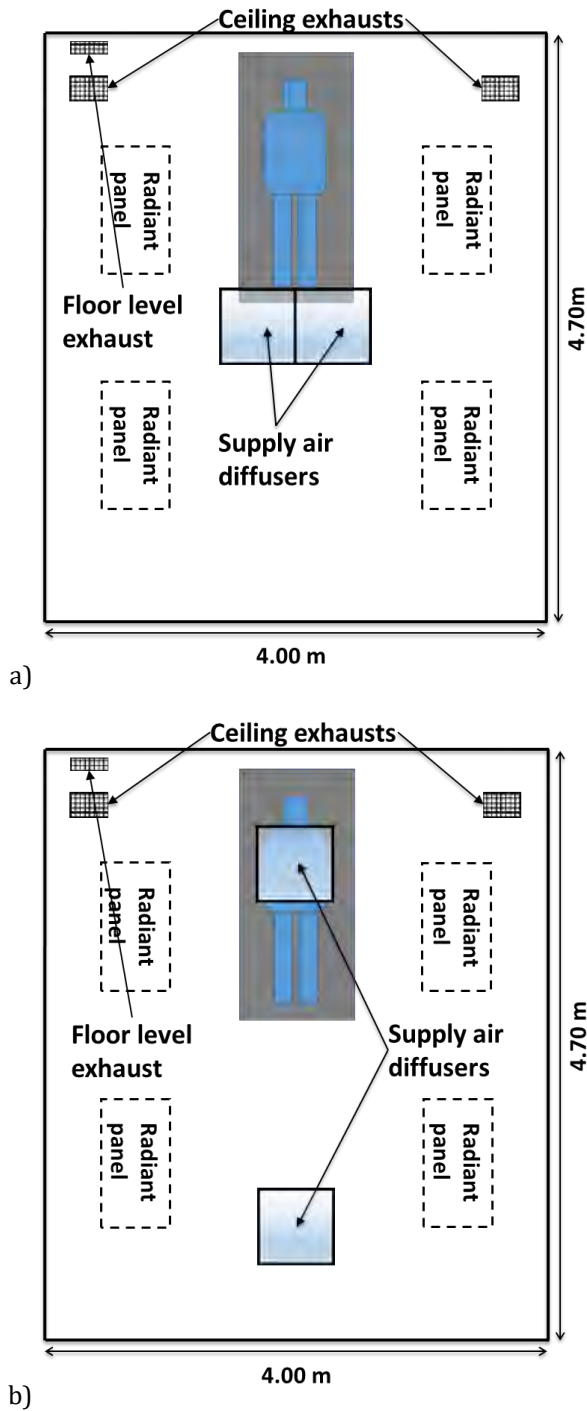 Ceiling exhausts
Radiant
panel
Radiant
panel
Floor level
exhaust
4.70m
Radiant
panel
Radiant
panel
Supply air
diffusers
4.00 m
a)
Ceiling exhausts
Radiant
panel
Radiant
panel
Floor level
exhaust
Supply air
diffusers
4.70 m
Radiant
panel
Radiant
panel
4.00 m
b)